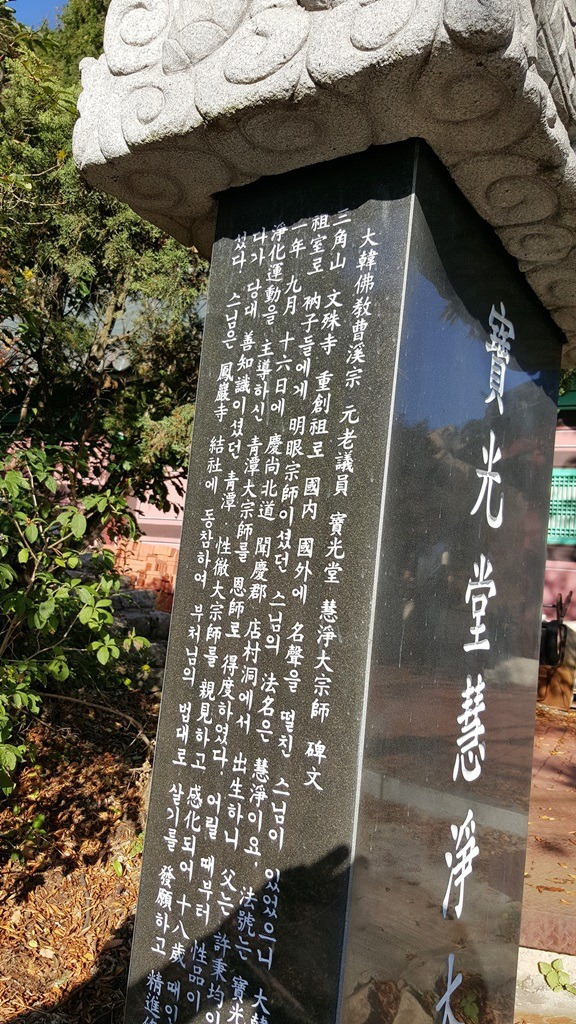 寶光堂慧淨大
大韓佛敎曹溪宗 元老議員 寶光堂 慧淨大宗師 碑文
三角山 文殊寺 重創祖로 國內 國外에 名聲을 떨친 스님이 있었으니 大韓
祖室로 衲子들에게 明眼宗師이셨던 스님의 法名은 慧淨이요, 法號는 寶光
一年 九月 十六日에 慶尚北道 聞慶郡 店村洞에서 出生하니 父는 許秉均이
淨化運動을 主導하신 靑潭大宗師를 恩師로 得度하였다. 어릴 때부터 性品이
다가 당대 善知識이셨던 靑潭·性徹大宗師를 親見하고 感化되어 十八歲 때이
셨다. 스님은 鳳巖寺 結社에 동참하여 부처님의 법대로 살기를 發願하고 精進